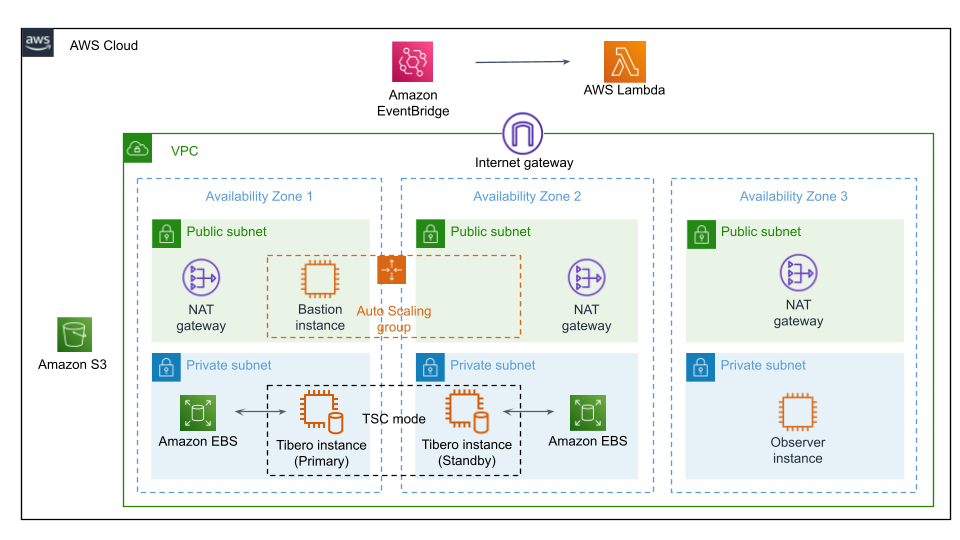 aws
AWS Cloud
Amazon
EventBridge
AWS Lambda
Internet gateway
VPC
Availability Zone 1
Availability Zone 2
Availability Zone 3
Public subnet
Public subnet
Public subnet
NAT
gateway
Bastion
instance
Auto Scaling
group
NAT
gateway
NAT
gateway
Amazon S3
Private subnet
Private subnet
Private subnet
Amazon EBS
Tibero instance
(Primary)
TSC mode
Tibero instance
(Standby)
Amazon EBS
Observer
instance